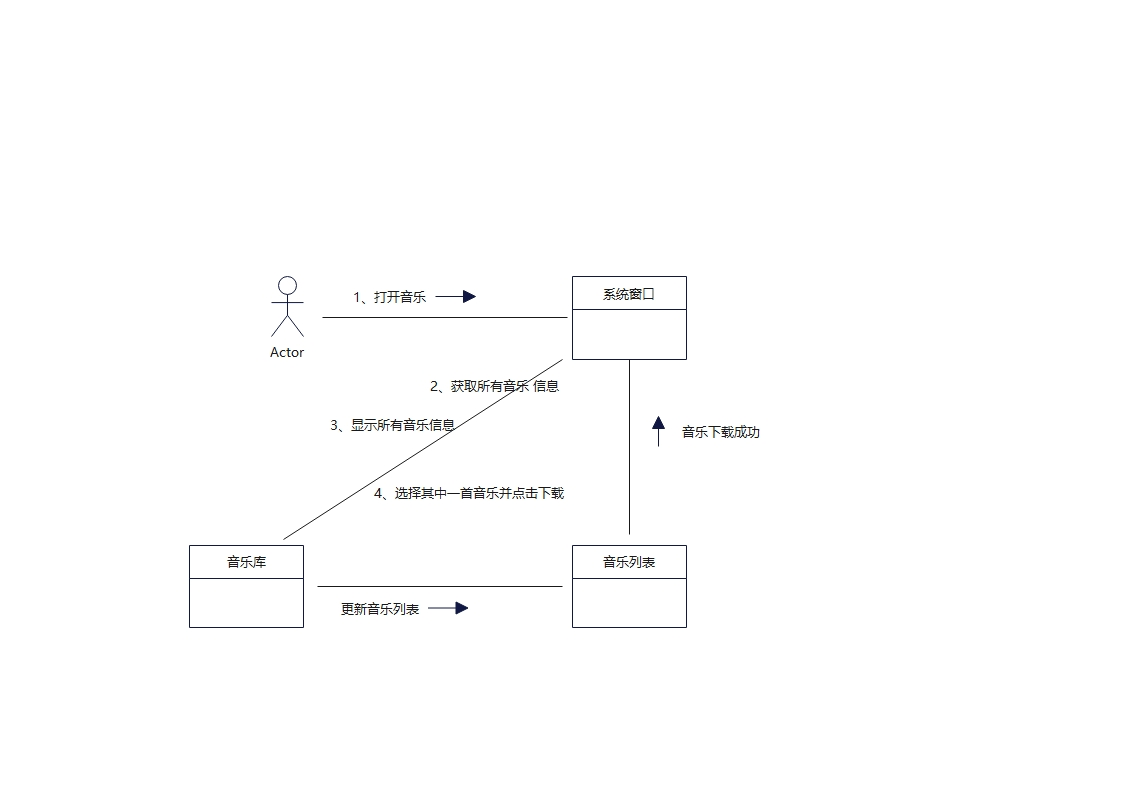 1、打开音乐
系统窗口
Actor
2、获取所有音乐 信息
3、显示所有音乐信息
音乐下载成功
4、选择其中一首音乐并点击下载
音乐库
音乐列表
更新音乐列表